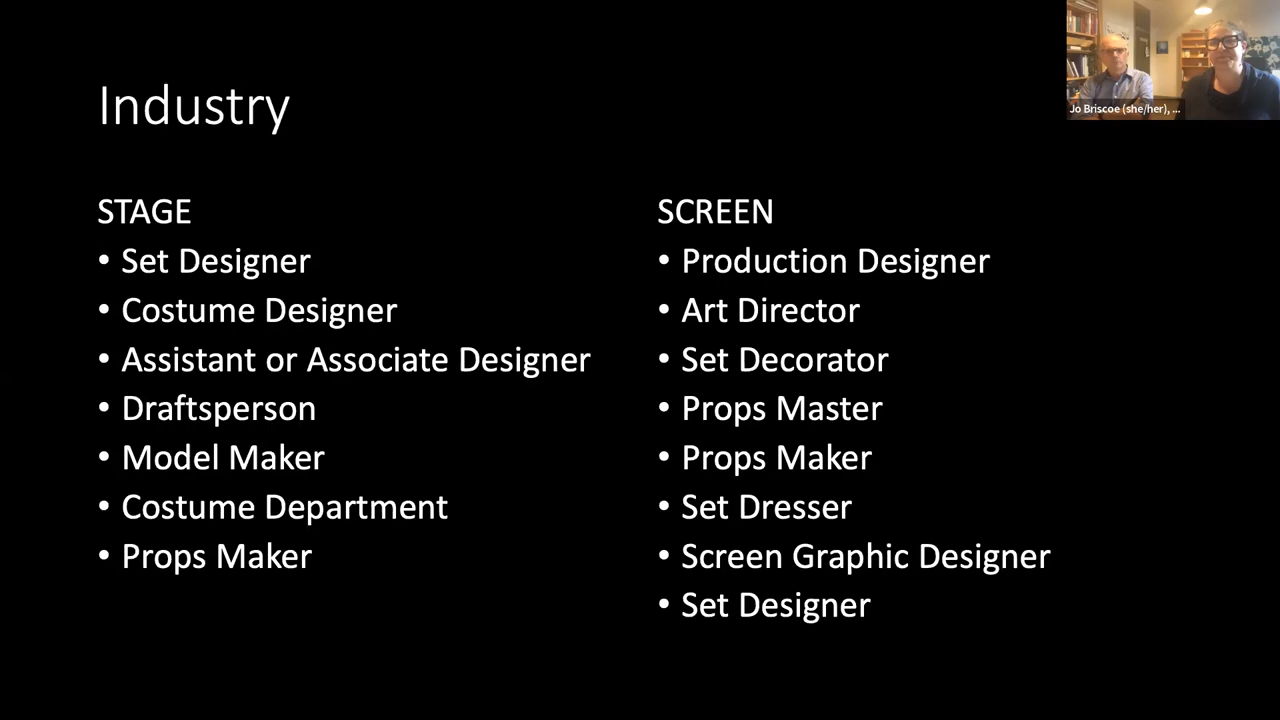 Industry
Jo Briscoe (she/her), ...
STAGE
• Set Designer
• Costume Designer
• Assistant or Associate Designer
• Draftsperson
• Model Maker
• Costume Department
• Props Maker
SCREEN
• Production Designer
• Art Director
• Set Decorator
• Props Master
• Props Maker
• Set Dresser
• Screen Graphic Designer
• Set Designer